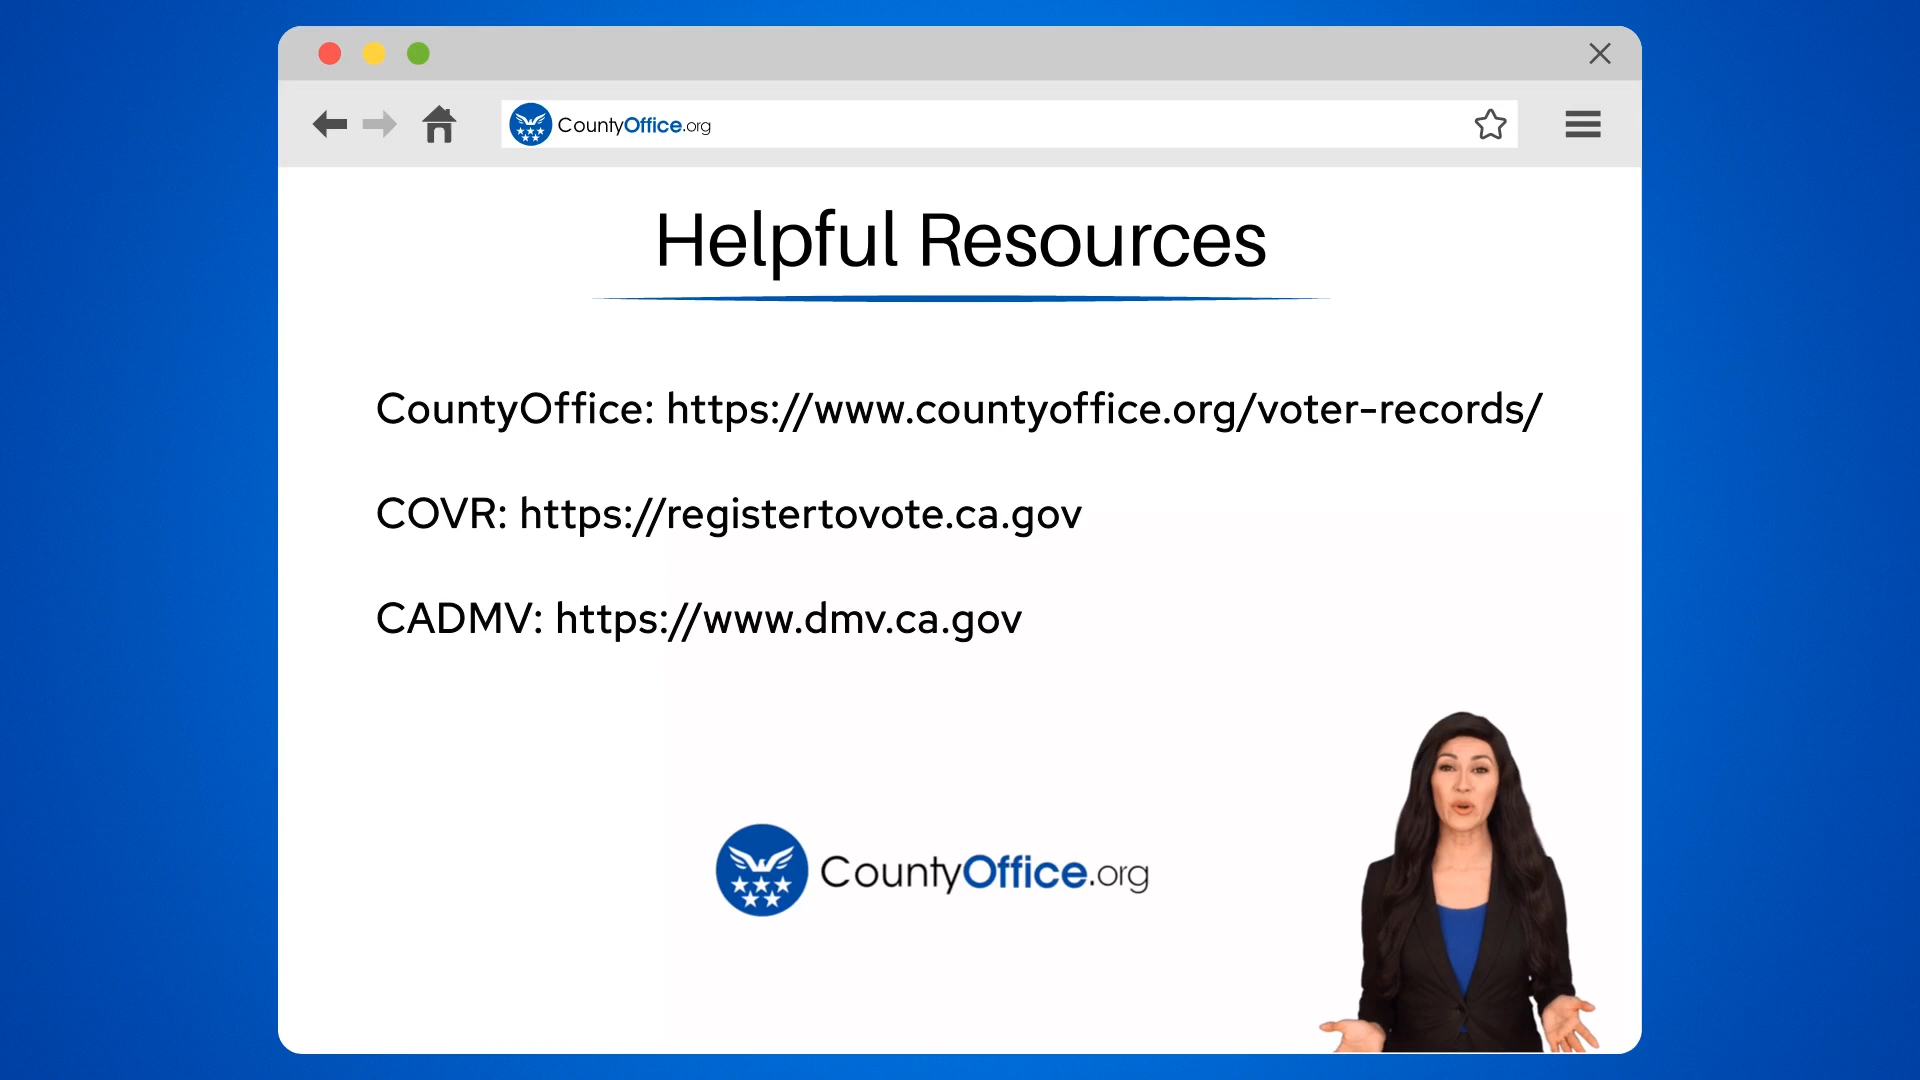 CountyOffice.org
Helpful Resources
CountyOffice: https://www.countyoffice.org/voter-records/
COVR: https://registertovote.ca.gov
CADMV: https://www.dmv.ca.gov
CountyOffice.org